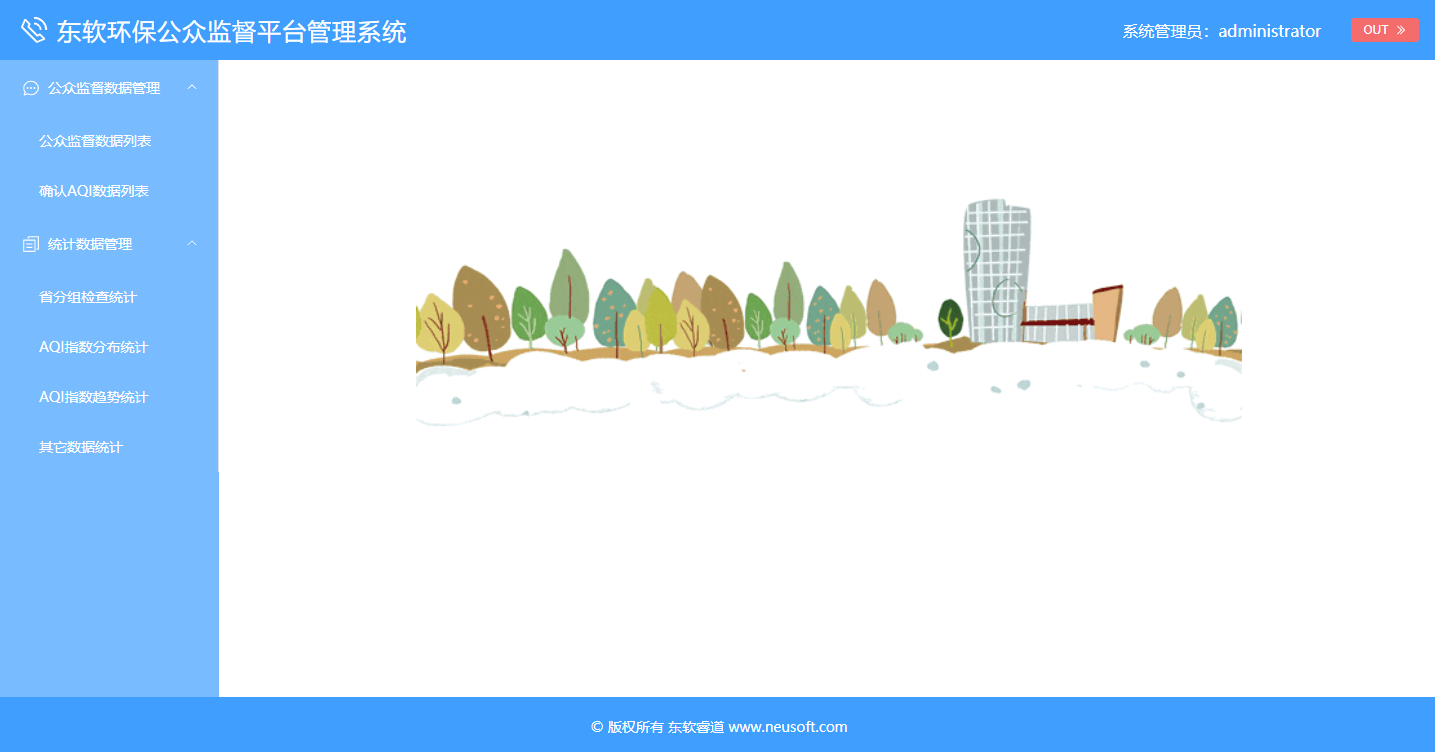 东软环保公众监督平台管理系统
系统管理员：administrator
OUT
公众监督数据管理
公众监督数据列表
确认AQI数据列表
统计数据管理
省分组检查统计
AQI指数分布统计
AQI指数趋势统计
其它数据统计
© 版权所有 东软睿道 www.neusoft.com